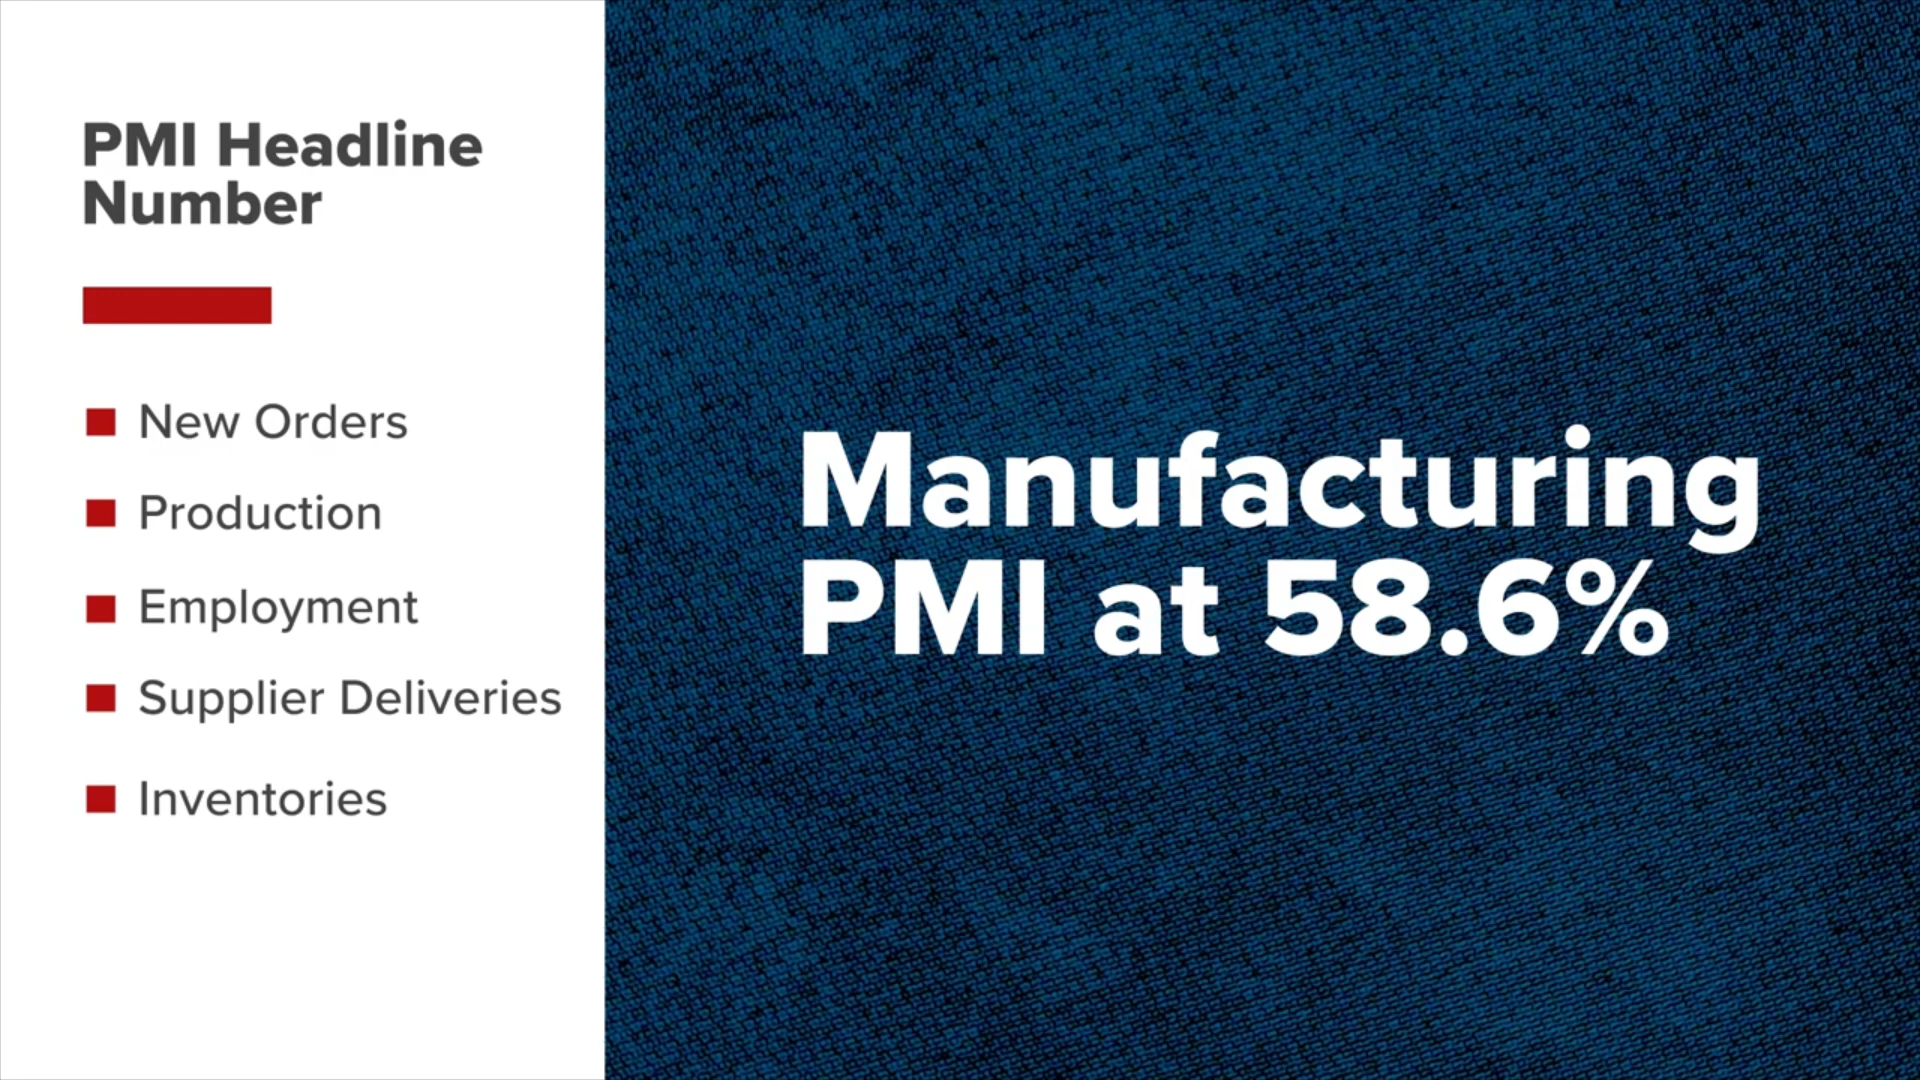 PMI Headline
Number
New Orders
Production
Employment
Supplier Deliveries
Inventories
Manufacturing
PMI at 58.6%